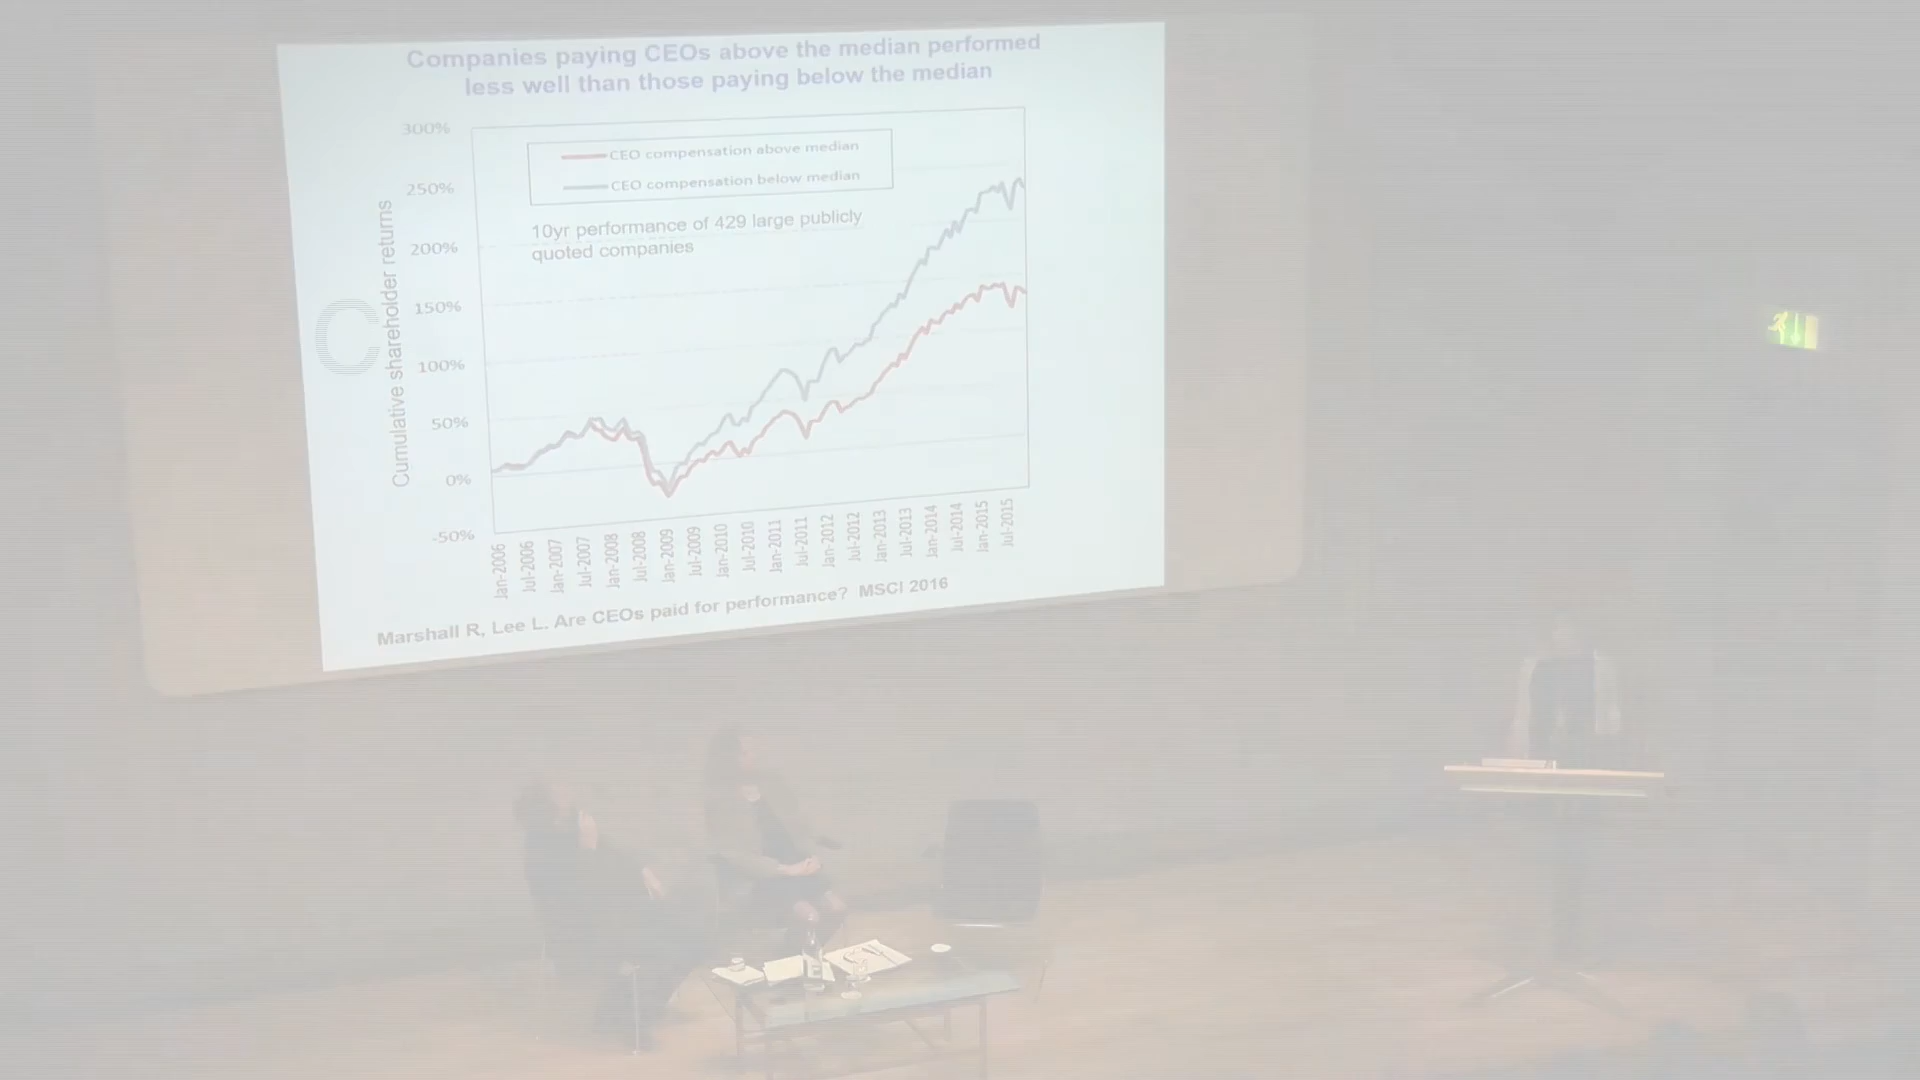 Companies paying CEOs above the median performed
less well than those paying below the median
300%
250%
200%
150%
100%
50%
0%
-50%
Cumulative shareholder returns
CEO compensation above median
CEO compensation below median
10yr performance of 429 large publicly
quoted companies
C
Jan-2006
Jul-2006
Jan-2007
Jul-2007
Jan-2008
Jul-2008
Jan-2009
Jul-2009
Jan-2010
Jul-2010
Jan-2011
Jul-2011
Jan-2012
Jul-2012
Jan-2013
Jul-2013
Jan-2014
Jul-2014
Jan-2015
Jul-2015
Marshall R, Lee L. Are CEOs paid for performance? MSCI 2016